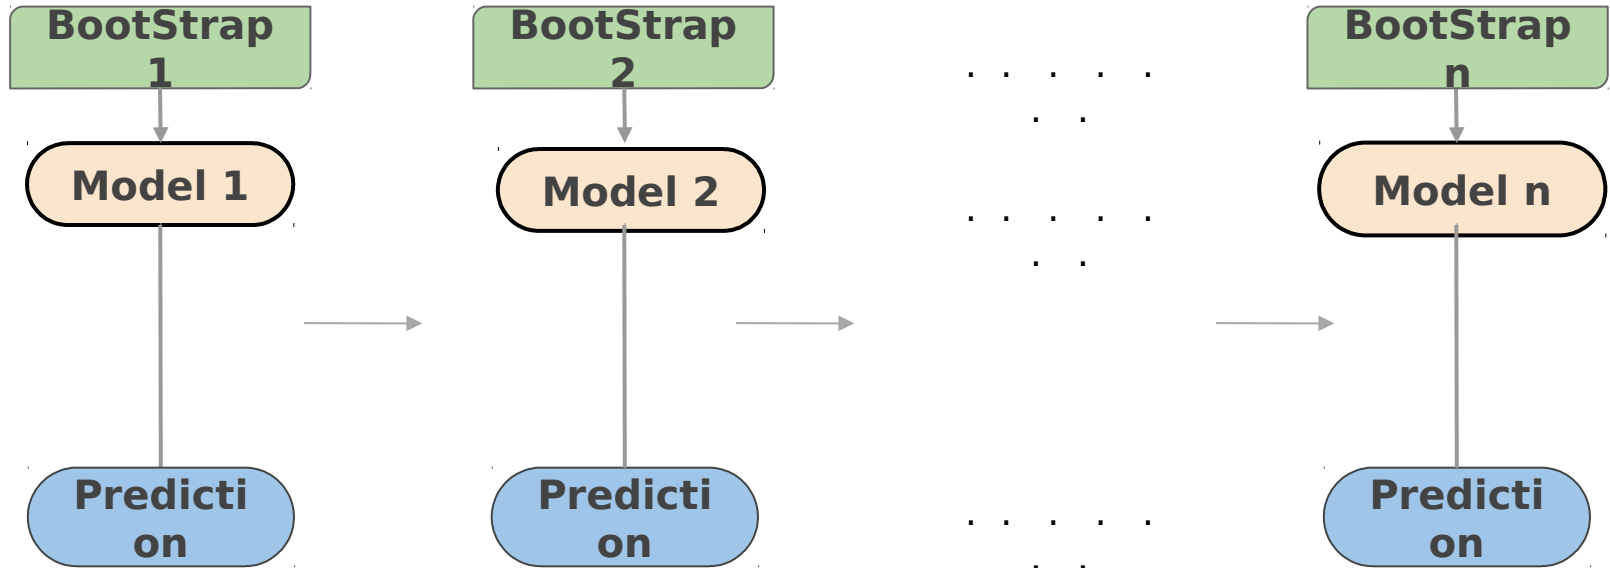 BootStrap
1
BootStrap
2
. . . . .
. .
BootStrap
n
Model 1
Model 2
. . . . .
. .
Model n
Predicti
on
Predicti
on
. . . . .
. .
Predicti
on